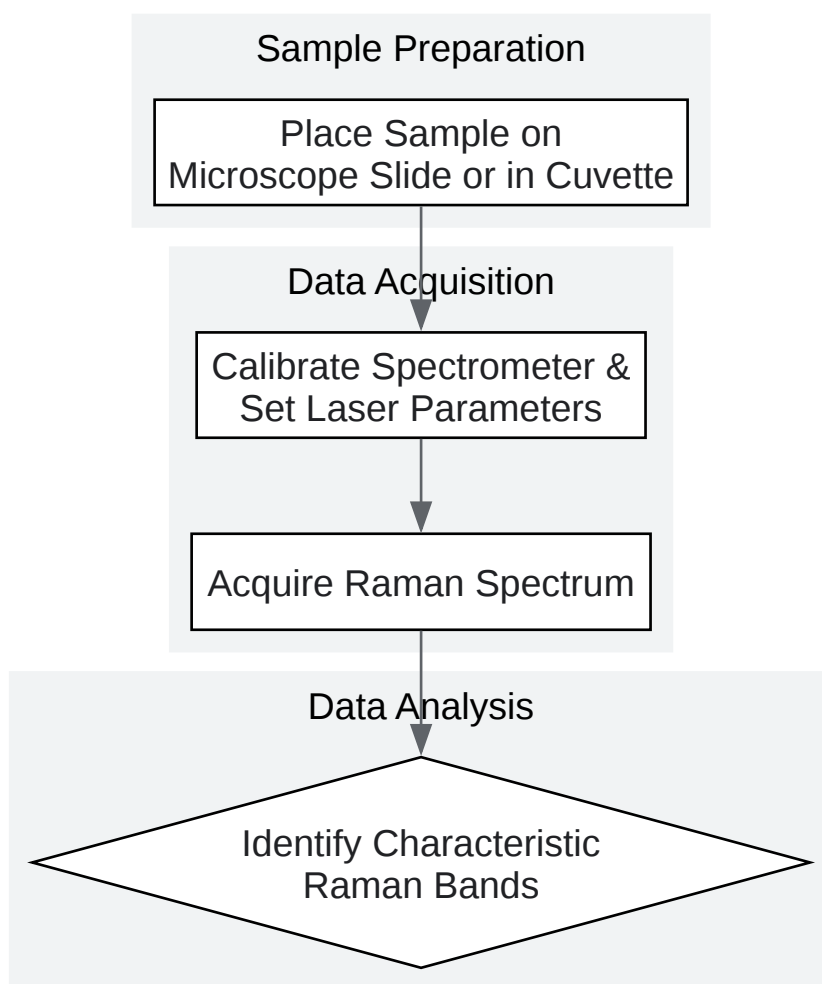 Sample Preparation
Place Sample on
Microscope Slide or in Cuvette
Data Acquisition
Calibrate Spectrometer &
Set Laser Parameters
Acquire Raman Spectrum
Data Analysis
Identify Characteristic
Raman Bands